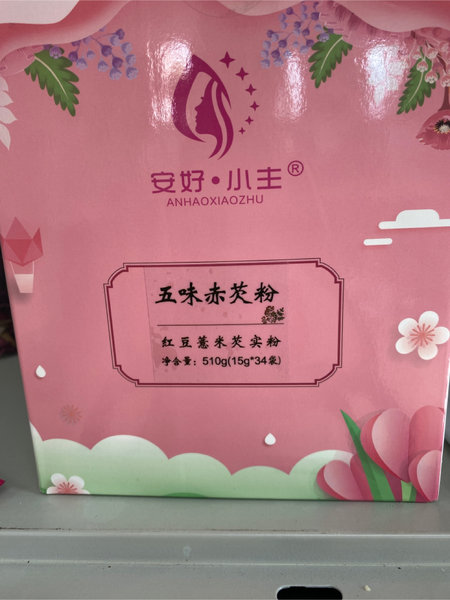 安好·小主®
ANHAOXIAOZHU
五味赤芡粉
红豆薏米芡实粉
净含量：510g(15g*34袋)